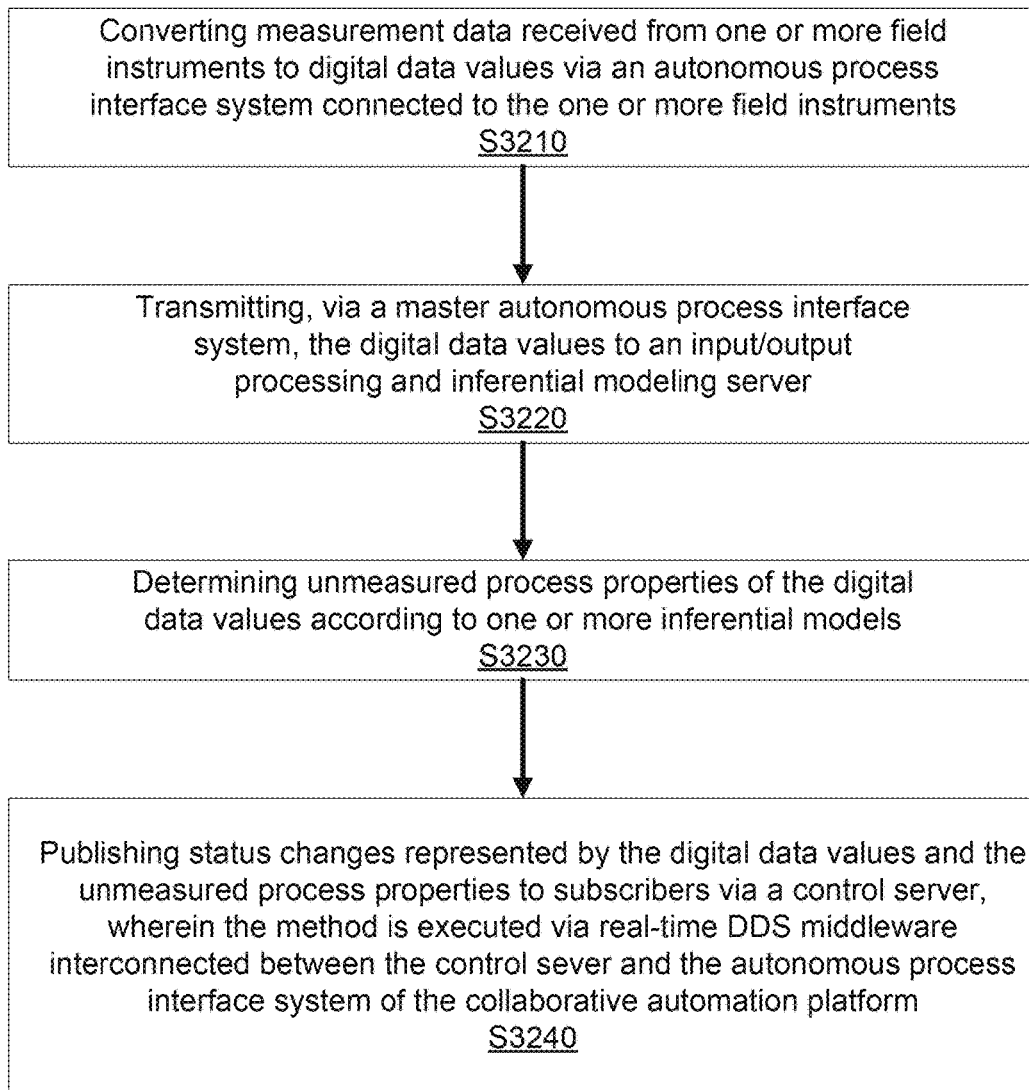 Converting measurement data received from one or more field
instruments to digital data values via an autonomous process
interface system connected to the one or more field instruments
S3210
Transmitting, via a master autonomous process interface
system, the digital data values to an input/output
processing and inferential modeling server
S3220
Determining unmeasured process properties of the digital
data values according to one or more inferential models
S3230
Publishing status changes represented by the digital data values and the
unmeasured process properties to subscribers via a control server,
wherein the method is executed via real-time DDS middleware
interconnected between the control sever and the autonomous process
interface system of the collaborative automation platform
S3240